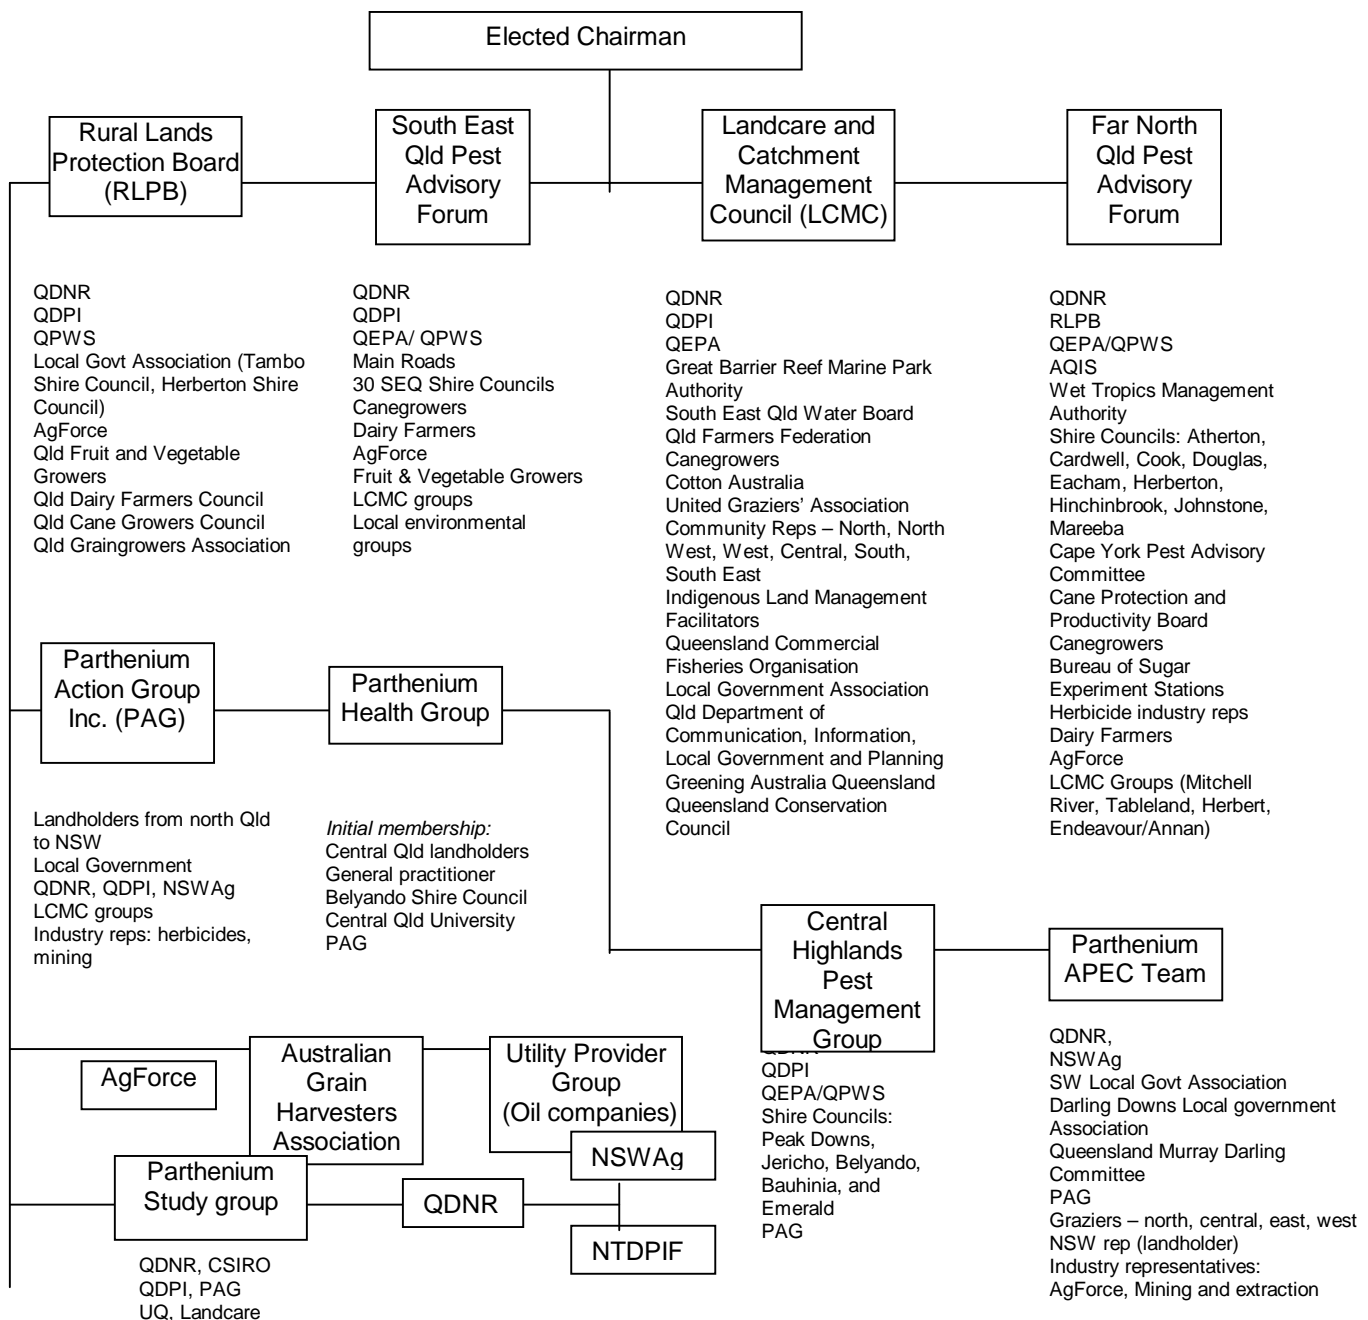 Elected Chairman
Rural Lands
Protection Board
(RLPB)
South East
Qld Pest
Advisory
Forum
Landcare and
Catchment
Management
Council (LCMC)
Far North
Qld Pest
Advisory
Forum
QDNR
QDPI
QPWS
Local Govt Association (Tambo
Shire Council, Herberton Shire
Council)
AgForce
Qld Fruit and Vegetable
Growers
Qld Dairy Farmers Council
Qld Cane Growers Council
Qld Graingrowers Association
QDNR
QDPI
QEPA/ QPWS
Main Roads
30 SEQ Shire Councils
Canegrowers
Dairy Farmers
AgForce
Fruit & Vegetable Growers
LCMC groups
Local environmental
groups
QDNR
QDPI
QEPA
Great Barrier Reef Marine Park
Authority
South East Qld Water Board
Qld Farmers Federation
Canegrowers
Cotton Australia
United Graziers' Association
Community Reps – North, North
West, West, Central, South,
South East
Indigenous Land Management
Facilitators
Queensland Commercial
Fisheries Organisation
Local Government Association
Qld Department of
Communication, Information,
Local Government and Planning
Greening Australia Queensland
Queensland Conservation
Council
QDNR
RLPB
QEPA/QPWS
AQIS
Wet Tropics Management
Authority
Shire Councils: Atherton,
Cardwell, Cook, Douglas,
Eacham, Herberton,
Hinchinbrook, Johnstone,
Mareeba
Cape York Pest Advisory
Committee
Cane Protection and
Productivity Board
Canegrowers
Bureau of Sugar
Experiment Stations
Herbicide industry reps
Dairy Farmers
AgForce
LCMC Groups (Mitchell
River, Tableland, Herbert,
Endeavour/Annan)
Parthenium
Action Group
Inc. (PAG)
Parthenium
Health Group
Landholders from north Qld
to NSW
Local Government
QDNR, QDPI, NSWAg
LCMC groups
Industry reps: herbicides,
mining
Initial membership:
Central Qld landholders
General practitioner
Belyando Shire Council
Central Qld University
PAG
Central
Highlands
Pest
Management
Group
Parthenium
APEC Team
QDNR
QDPI
QEPA/QPWS
Shire Councils:
Peak Downs,
Jericho, Belyando,
Bauhinia, and
Emerald
PAG
QDNR,
NSWAg
SW Local Govt Association
Darling Downs Local government
Association
Queensland Murray Darling
Committee
PAG
Graziers – north, central, east, west
NSW rep (landholder)
Industry representatives:
AgForce, Mining and extraction
AgForce
Australian
Grain
Harvesters
Association
Utility Provider
Group
(Oil companies)
NSWAg
Parthenium
Study group
QDNR
NTDPIF
QDNR, CSIRO
QDPI, PAG
UQ, Landcare